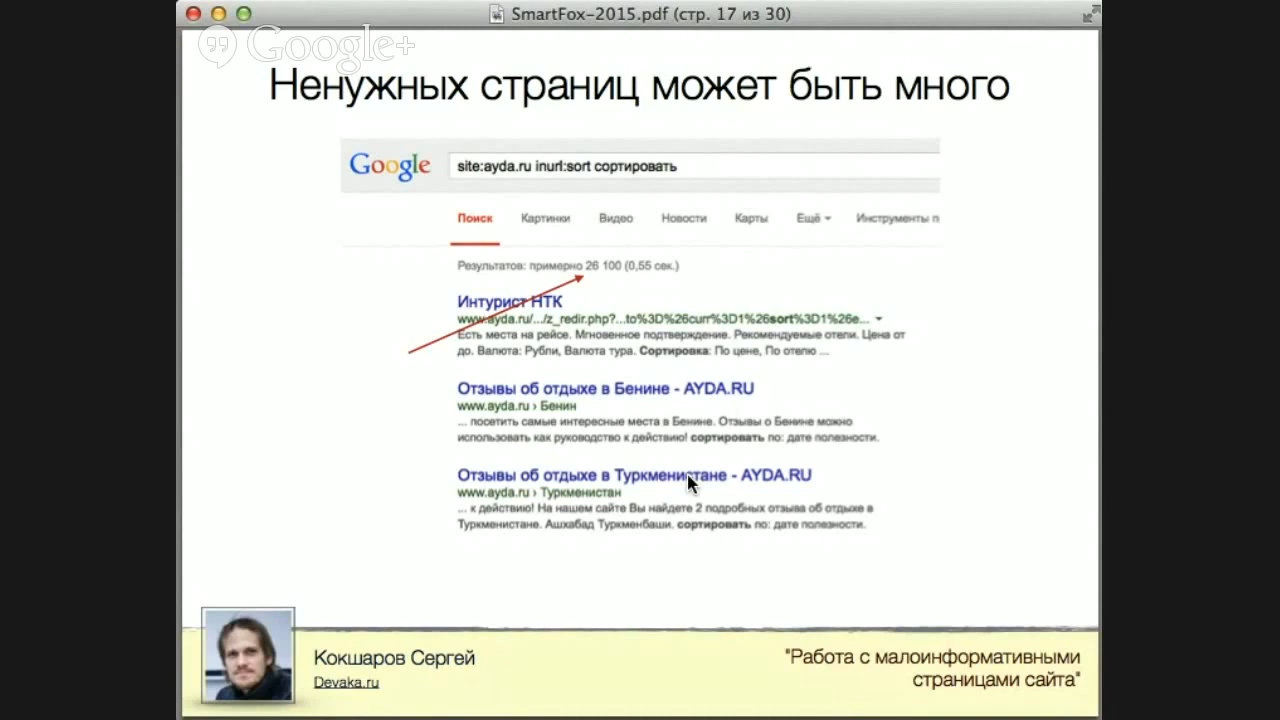 SmartFox-2015.pdf (стр. 17 из 30)
Google+
Ненужных страниц может быть много
Google
site:ayda.ru inurl:sort сортировать
Поиск Картинки Видео Новости Карты Ещё Инструменты п
Результатов: примерно 26 100 (0,55 сек.)
Интурист НТК
www.ayda.ru/.../z_redir.php?...to%3D%26curr%3D1%26sort%3D1%26e...
Есть места на рейсе. Мгновенное подтверждение. Рекомендуемые отели. Цена от
до. Валюта: Рубли, Валюта тура. Сортировка: По цене, По отелю ...
Отзывы об отдыхе в Бенине - AYDA.RU
www.ayda.ru › Бенин
... посетить самые интересные места в Бенине. Отзывы о Бенине можно
использовать как руководство к действию! сортировать по: дате полезности.
Отзывы об отдыхе в Туркменистане - AYDA.RU
www.ayda.ru › Туркменистан
... к действию! На нашем сайте Вы найдете 2 подробных отзыва об отдыхе в
Туркменистане. Ашхабад Туркменбаши. сортировать по: дате полезности.
Кокшаров Сергей
Devaka.ru
"Работа с малоинформативными
страницами сайта"